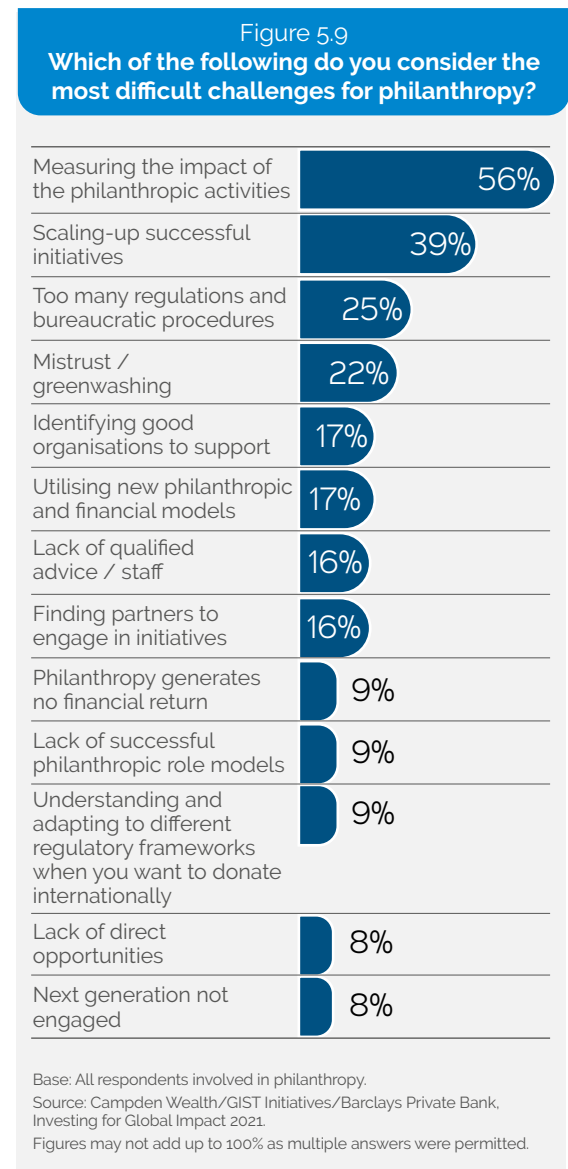 Figure 5.9
Which of the following do you consider the
most difficult challenges for philanthropy?
Measuring the impact of
the philanthropic activities
56%
Scaling-up successful
initiatives
39%
Too many regulations and
bureaucratic procedures
25%
Mistrust /
greenwashing
22%
Identifying good
organisations to support
17%
Utilising new philanthropic
and financial models
17%
Lack of qualified
advice / staff
16%
Finding partners to
engage in initiatives
16%
Philanthropy generates
no financial return
9%
Lack of successful
philanthropic role models
9%
Understanding and
adapting to different
regulatory frameworks
when you want to donate
internationally
9%
Lack of direct
opportunities
8%
Next generation not
engaged
8%
Base: All respondents involved in philanthropy.
Source: Campden Wealth/GIST Initiatives/Barclays Private Bank,
Investing for Global Impact 2021.
Figures may not add up to 100% as multiple answers were permitted.